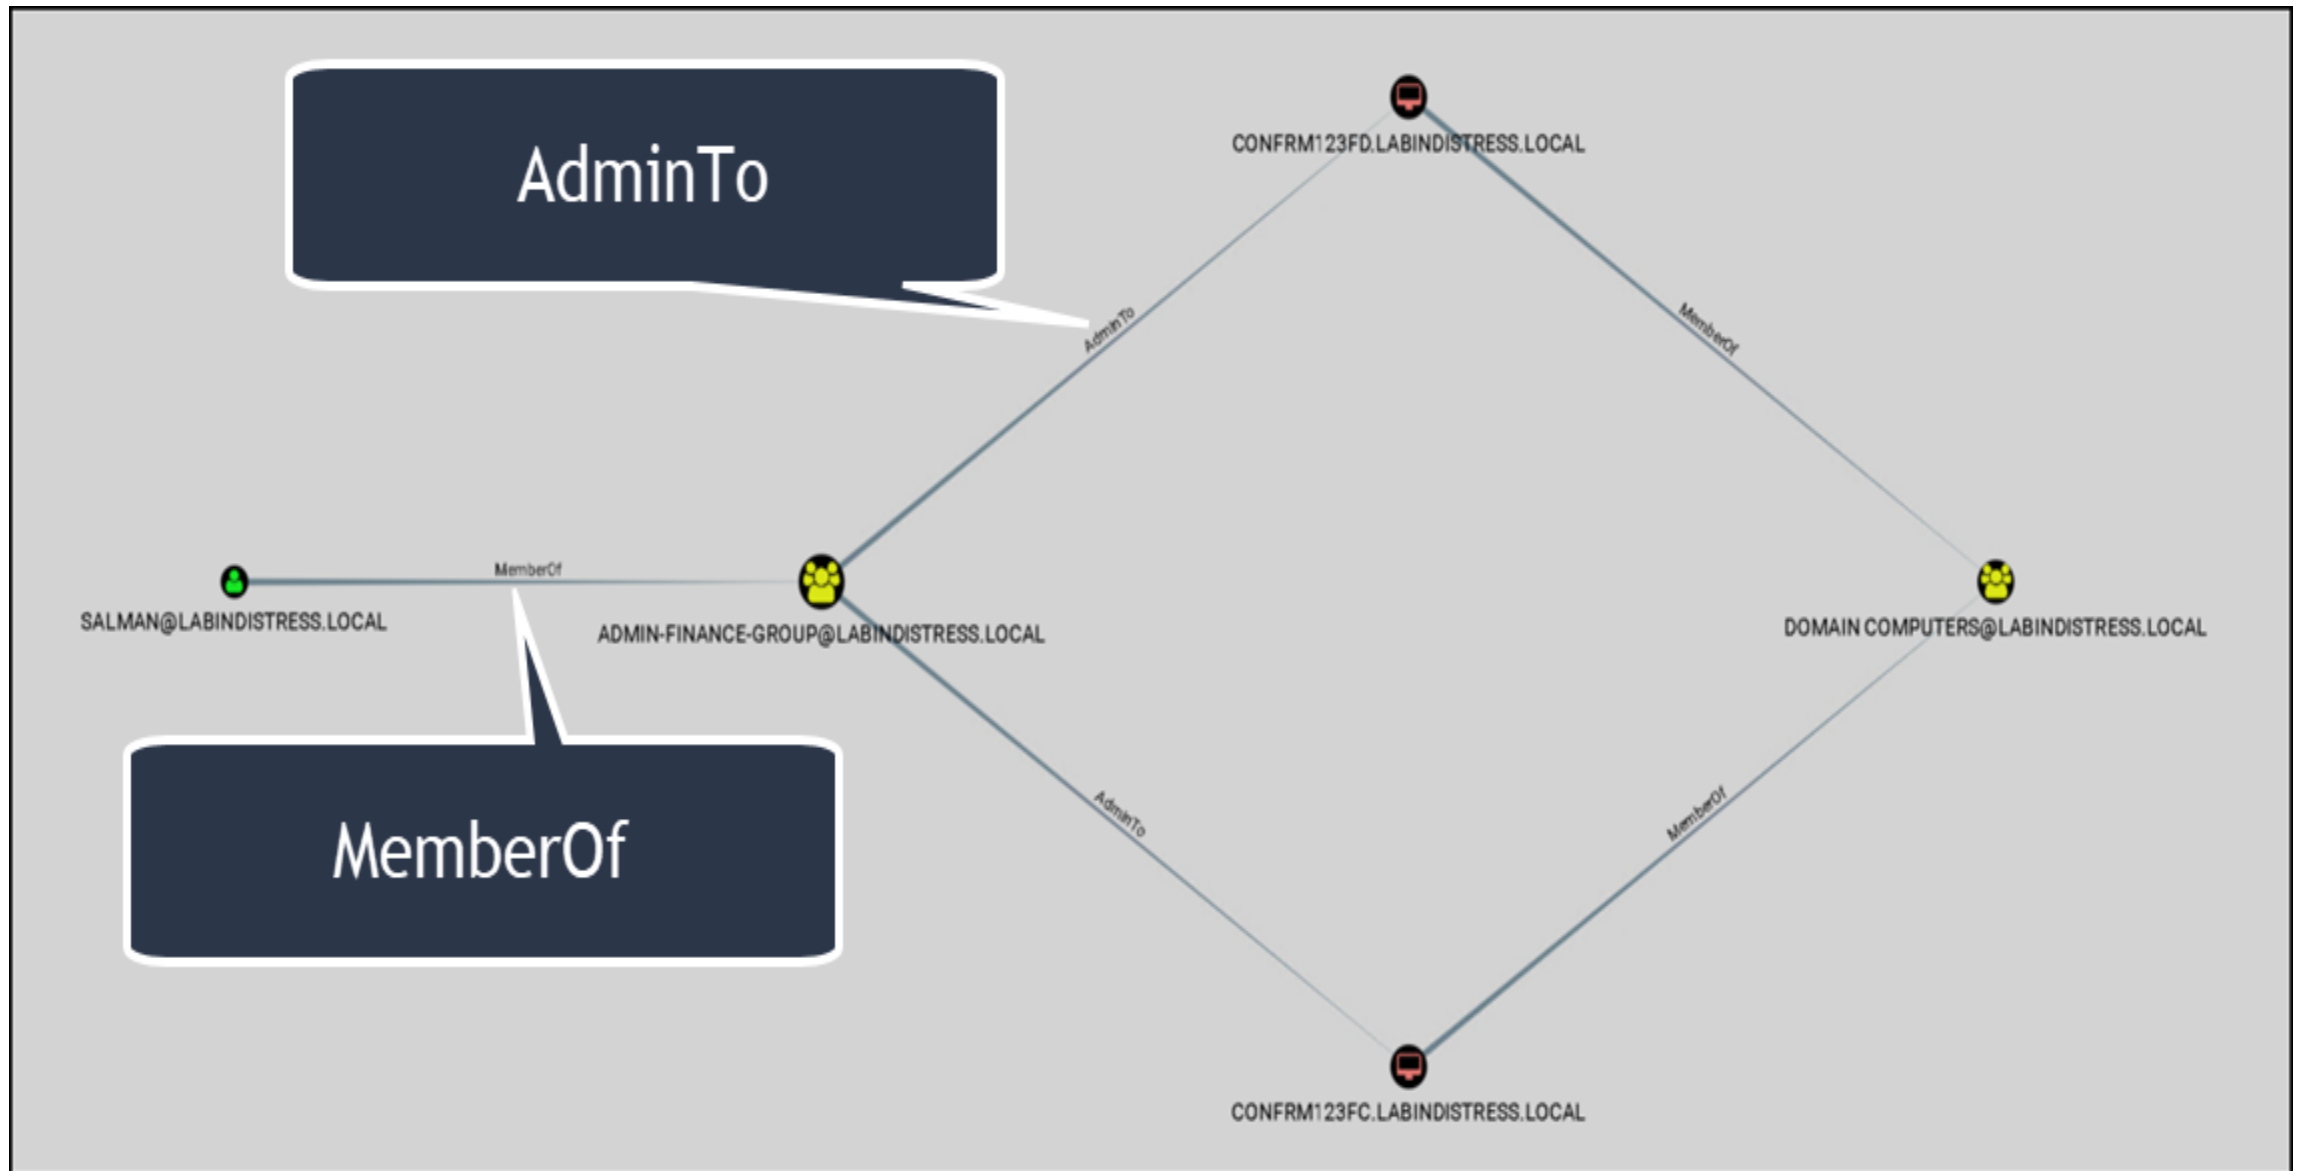 AdminTo
CONFRM123FD.LABINDISTRESS.LOCAL
AdminTo
MemberOf
MemberOf
SALMAN@LABINDISTRESS.LOCAL
ADMIN-FINANCE-GROUP@LABINDISTRESS.LOCAL
DOMAIN COMPUTERS@LABINDISTRESS.LOCAL
MemberOf
AdminTo
MemberOf
CONFRM123FC.LABINDISTRESS.LOCAL